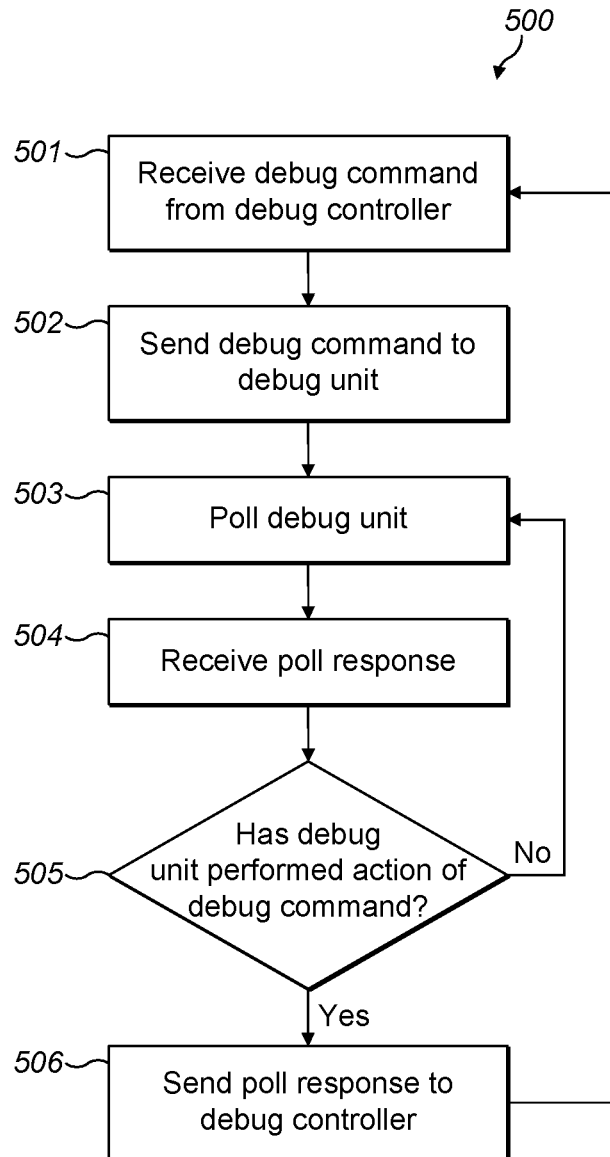 500
501
Receive debug command
from debug controller
502
Send debug command to
debug unit
503
Poll debug unit
504
Receive poll response
505
Has debug
unit performed action of
debug command?
No
Yes
506
Send poll response to
debug controller